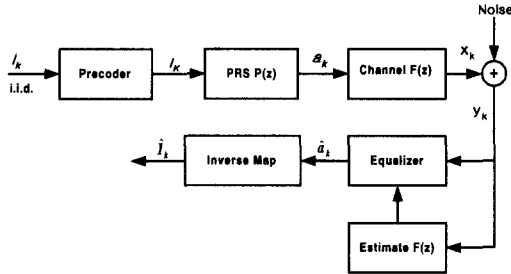 Noise
I_k
i.i.d.
Precoder
i_K
PRS P(z)
a_k
Channel F(z)
x_k
+
y_k
Î_k
Inverse Map
â_k
Equalizer
Estimate F(z)